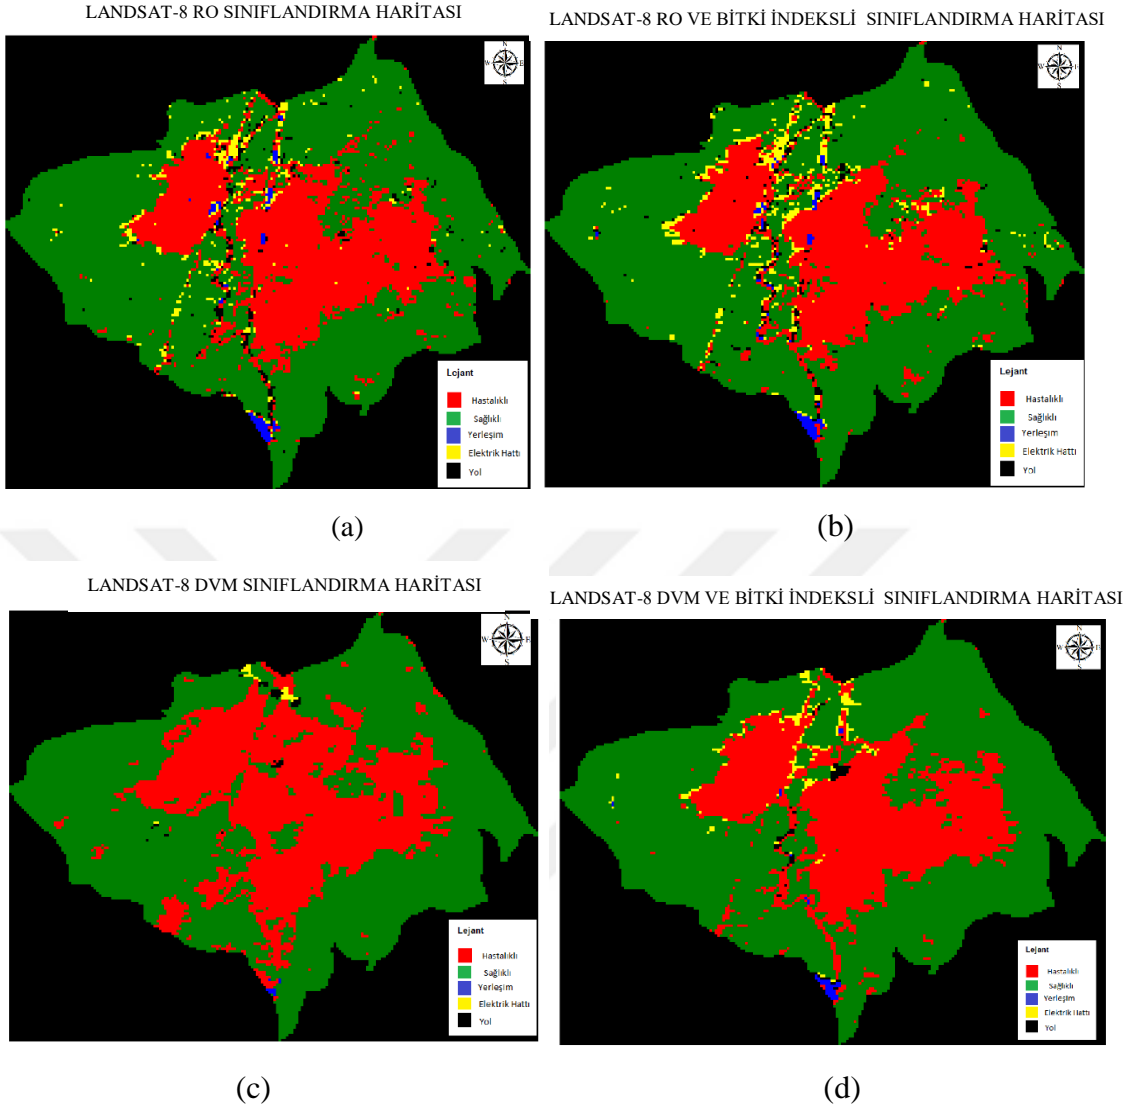 LANDSAT-8 RO SINIFLANDIRMA HARİTASI
LANDSAT-8 RO VE BİTKİ İNDEKSLİ SINIFLANDIRMA HARİTASI
N
W E
S
N
W E
S
Lejant
Hastalıklı
Sağlıklı
Yerleşim
Elektrik Hattı
Yol
Lejant
Hastalıklı
Sağlıklı
Yerleşim
Elektrik Hattı
Yol
(a)
(b)
LANDSAT-8 DVM SINIFLANDIRMA HARİTASI
LANDSAT-8 DVM VE BİTKİ İNDEKSLİ SINIFLANDIRMA HARİTASI
N
W E
S
N
W E
S
Lejant
Hastalıklı
Sağlıklı
Yerleşim
Elektrik Hattı
Yol
Lejant
Hastalıklı
Sağlıklı
Yerleşim
Elektrik Hattı
Yol
(c)
(d)